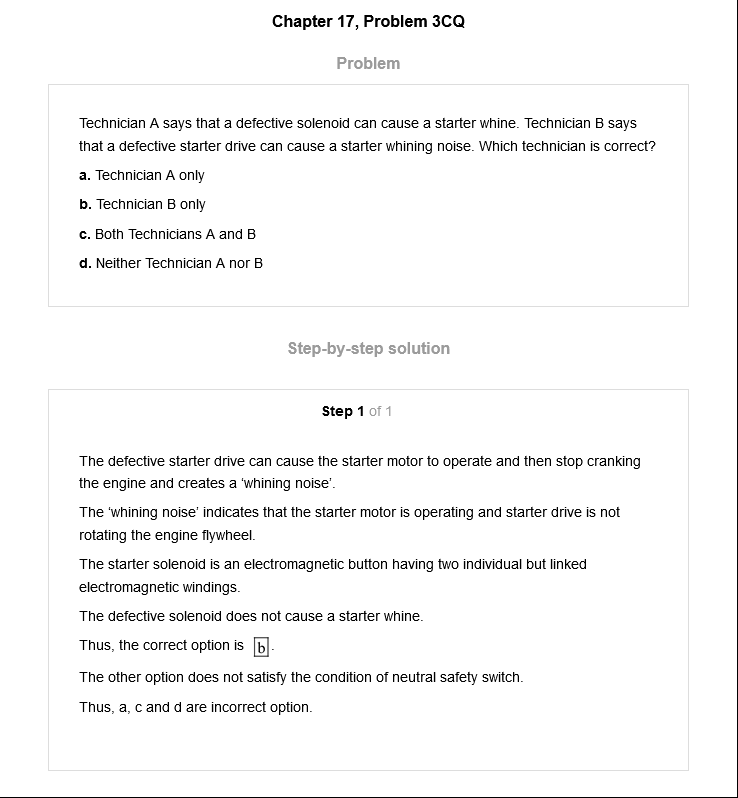 Chapter 17, Problem 3CQ
Problem
Technician A says that a defective solenoid can cause a starter whine. Technician B says
that a defective starter drive can cause a starter whining noise. Which technician is correct?
a. Technician A only
b. Technician B only
c. Both Technicians A and B
d. Neither Technician A nor B
Step-by-step solution
Step 1 of 1
The defective starter drive can cause the starter motor to operate and then stop cranking
the engine and creates a ‘whining noise’.
The ‘whining noise’ indicates that the starter motor is operating and starter drive is not
rotating the engine flywheel.
The starter solenoid is an electromagnetic button having two individual but linked
electromagnetic windings.
The defective solenoid does not cause a starter whine.
Thus, the correct option is b.
The other option does not satisfy the condition of neutral safety switch.
Thus, a, c and d are incorrect option.